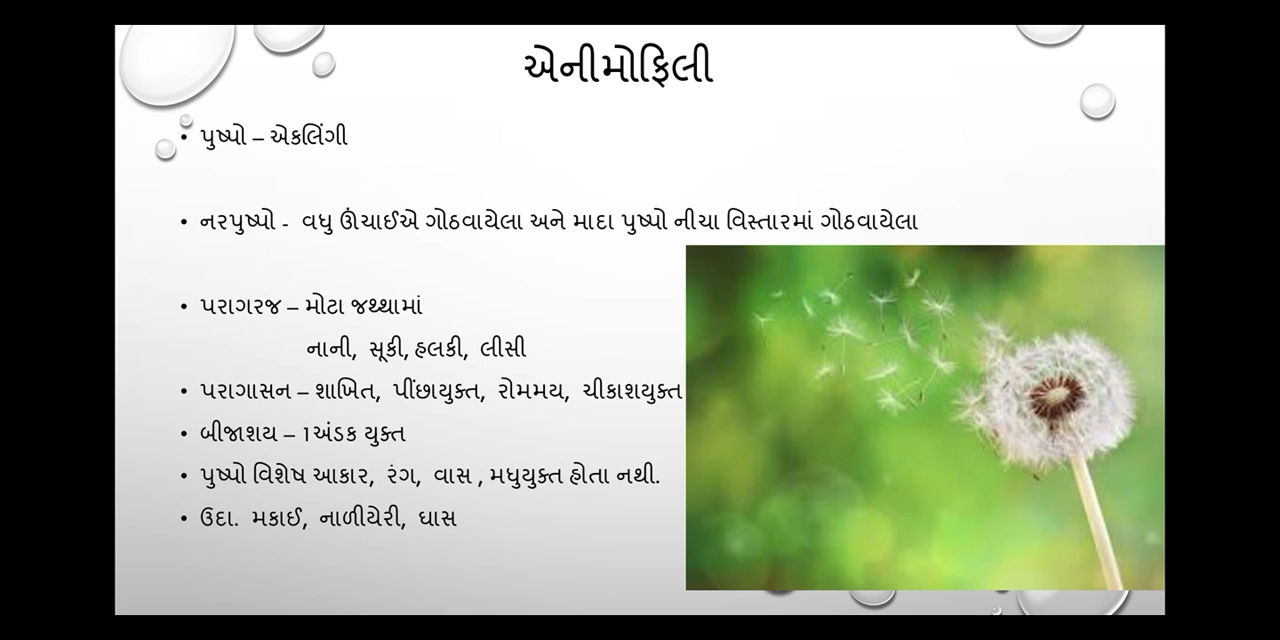 એનીમોફિલી
• પુષ્પો – એકલિંગી
• નરપુષ્પો - વધુ ઊંચાઈએ ગોઠવાયેલા અને માદા પુષ્પો નીચા વિસ્તારમાં ગોઠવાયેલા
• પરાગરજ – મોટા જથ્થામાં
નાની, સૂકી, હલકી, લીસી
• પરાગાસન – શાખિત, પીંછાયુક્ત, રોમમય, ચીકાશયુક્ત
• બીજાશય – 1અંડક યુક્ત
• પુષ્પો વિશેષ આકાર, રંગ, વાસ , મધુયુક્ત હોતા નથી.
• ઉદા. મકાઈ, નાળીયેરી, ઘાસ